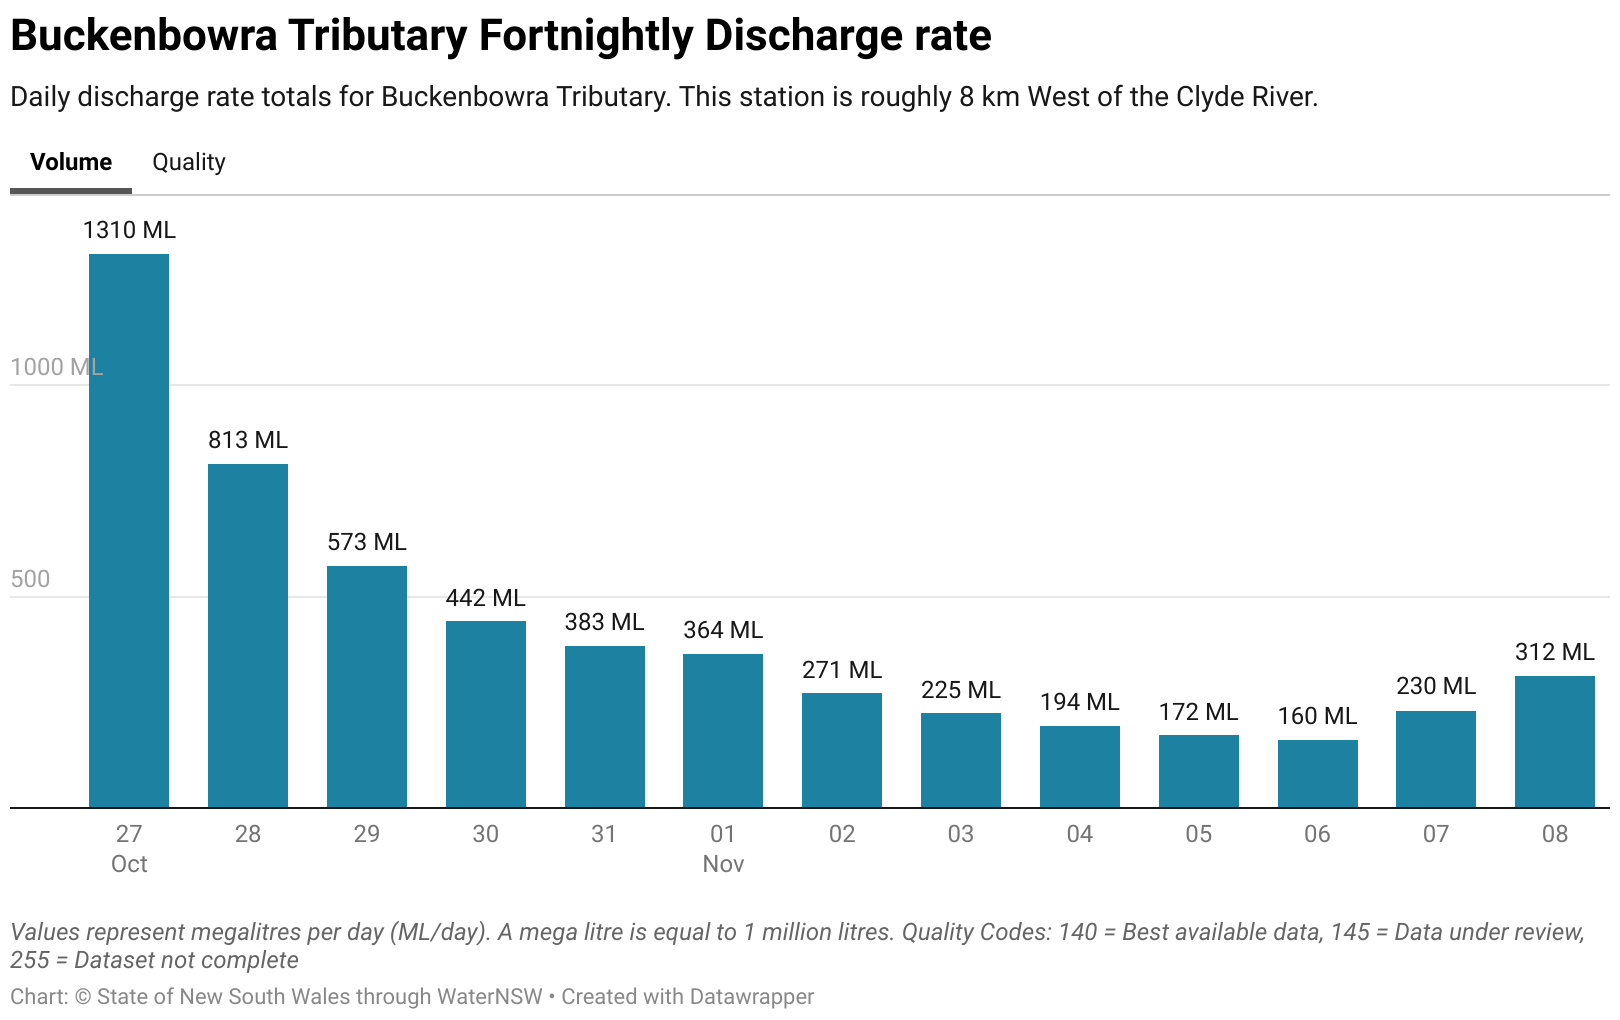 Buckenbowra Tributary Fortnightly Discharge rate
Daily discharge rate totals for Buckenbowra Tributary. This station is roughly 8 km West of the Clyde River.
Volume Quality
1310 ML
1000 ML
813 ML
573 ML
500
442 ML
383 ML
364 ML
271 ML
225 ML
194 ML
172 ML
160 ML
230 ML
312 ML
27 28 29 30 31 01 02 03 04 05 06 07 08
Oct Nov
Values represent megalitres per day (ML/day). A mega litre is equal to 1 million litres. Quality Codes: 140 = Best available data, 145 = Data under review,
255 = Dataset not complete
Chart: © State of New South Wales through WaterNSW • Created with Datawrapper